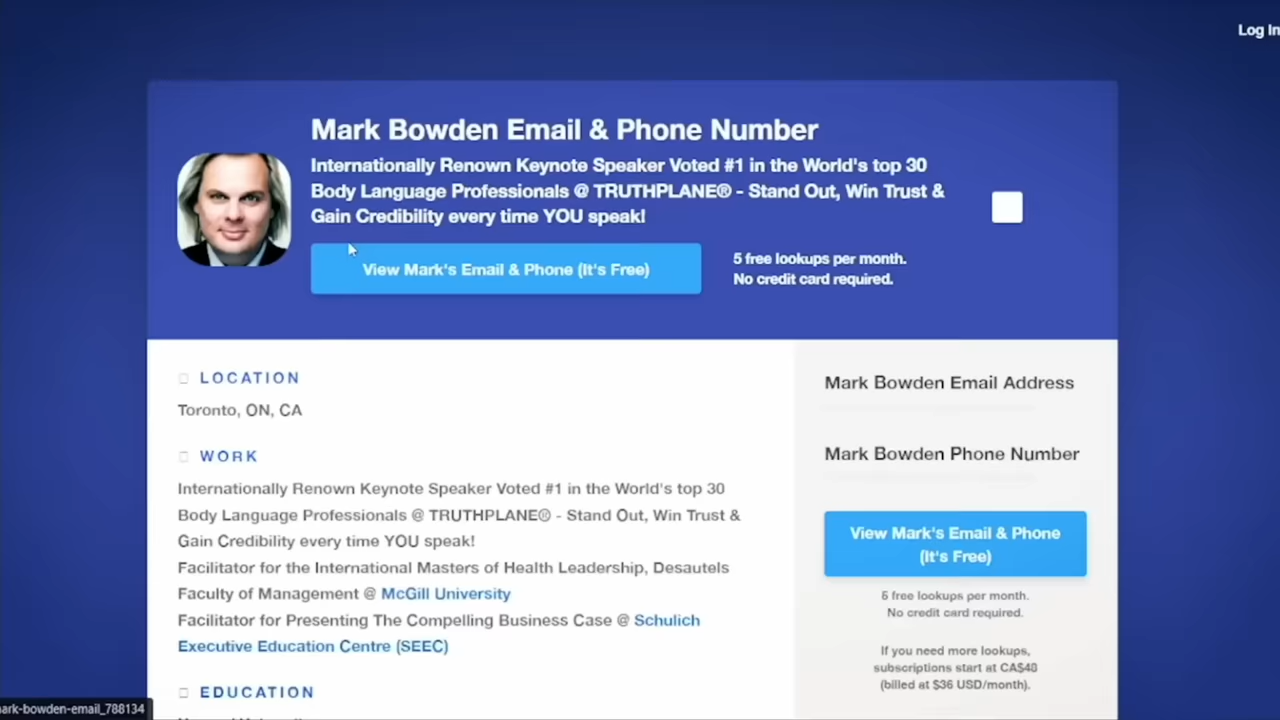 Log In
Mark Bowden Email & Phone Number
Internationally Renown Keynote Speaker Voted #1 in the World's top 30
Body Language Professionals @ TRUTHPLANE® - Stand Out, Win Trust &
Gain Credibility every time YOU speak!
View Mark's Email & Phone (It's Free)
5 free lookups per month.
No credit card required.
LOCATION
Toronto, ON, CA
WORK
Internationally Renown Keynote Speaker Voted #1 in the World's top 30
Body Language Professionals @ TRUTHPLANE® - Stand Out, Win Trust &
Gain Credibility every time YOU speak!
Facilitator for the International Masters of Health Leadership, Desautels
Faculty of Management @ McGill University
Facilitator for Presenting The Compelling Business Case @ Schulich
Executive Education Centre (SEEC)
EDUCATION
Mark Bowden Email Address
Mark Bowden Phone Number
View Mark's Email & Phone
(It's Free)
5 free lookups per month.
No credit card required.
If you need more lookups,
subscriptions start at CA$48
(billed at $36 USD/month).
ark-bowden-email_788134